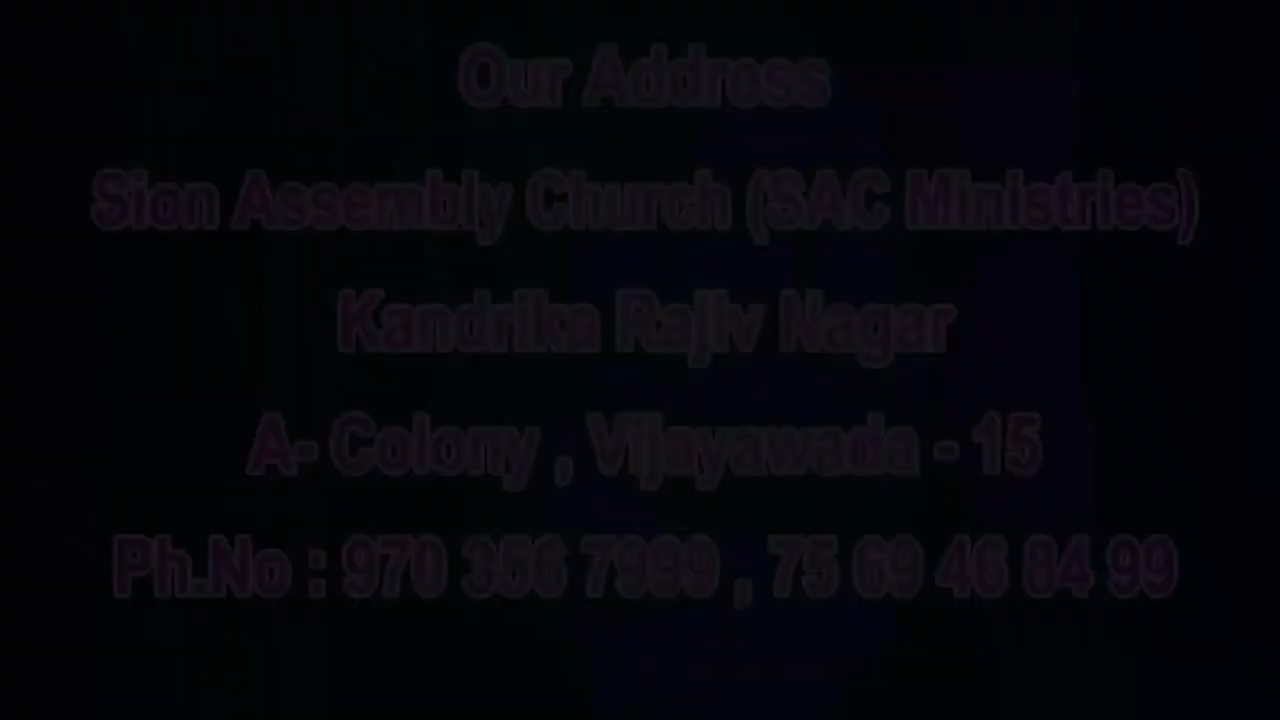 Our Address
Sion Assembly Church (SAC Ministries)
Kandrika Rajiv Nagar
A- Colony , Vijayawada - 15
Ph.No : 970 356 7999 , 75 69 46 84 99